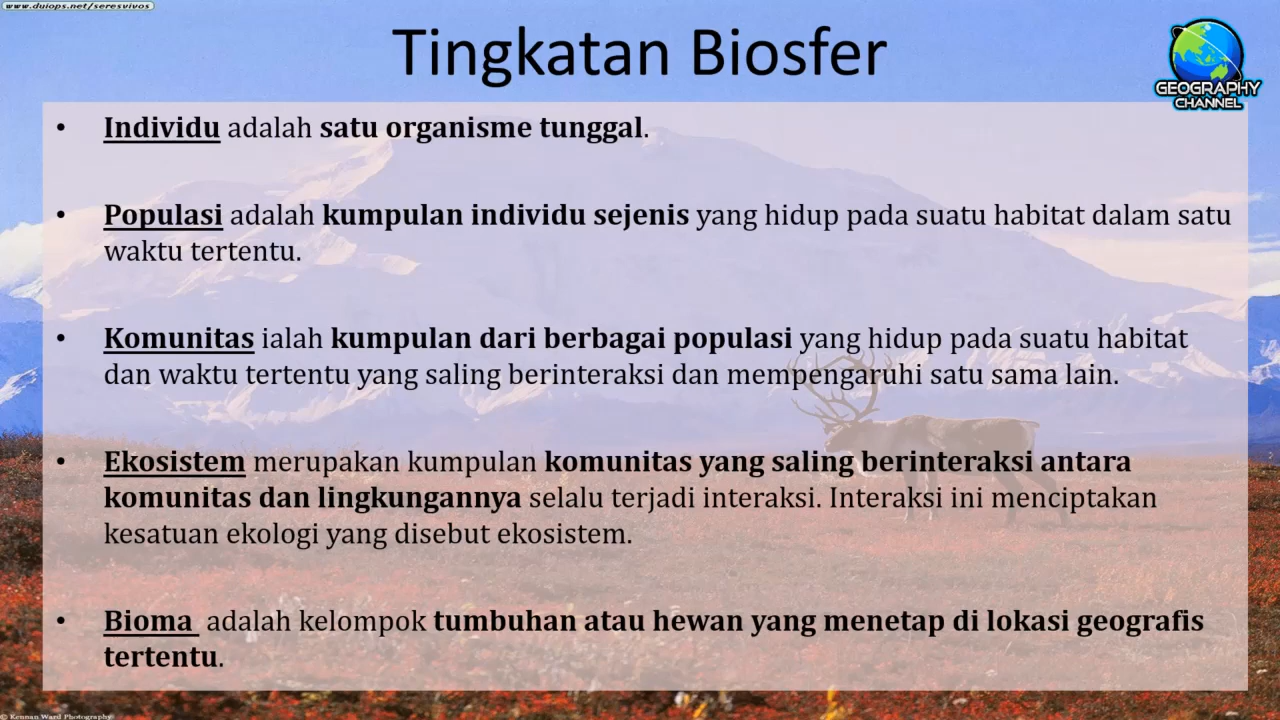 www.duiops.net/seresvivos
Tingkatan Biosfer
GEOGRAPHY
CHANNEL
• Individu adalah satu organisme tunggal.
• Populasi adalah kumpulan individu sejenis yang hidup pada suatu habitat dalam satu
waktu tertentu.
• Komunitas ialah kumpulan dari berbagai populasi yang hidup pada suatu habitat
dan waktu tertentu yang saling berinteraksi dan mempengaruhi satu sama lain.
• Ekosistem merupakan kumpulan komunitas yang saling berinteraksi antara
komunitas dan lingkungannya selalu terjadi interaksi. Interaksi ini menciptakan
kesatuan ekologi yang disebut ekosistem.
• Bioma adalah kelompok tumbuhan atau hewan yang menetap di lokasi geografis
tertentu.
© Kennan Ward Photography